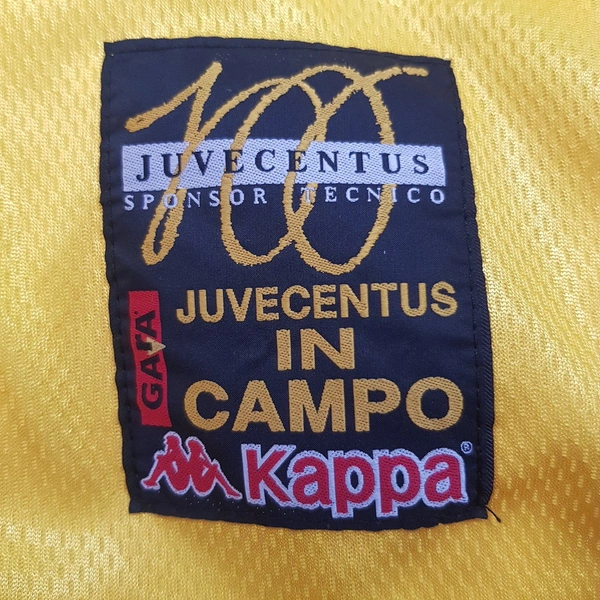 100
JUVECENTUS
SPONSOR TECNICO
JUVECENTUS
IN
CAMPO
GARA
Kappa®